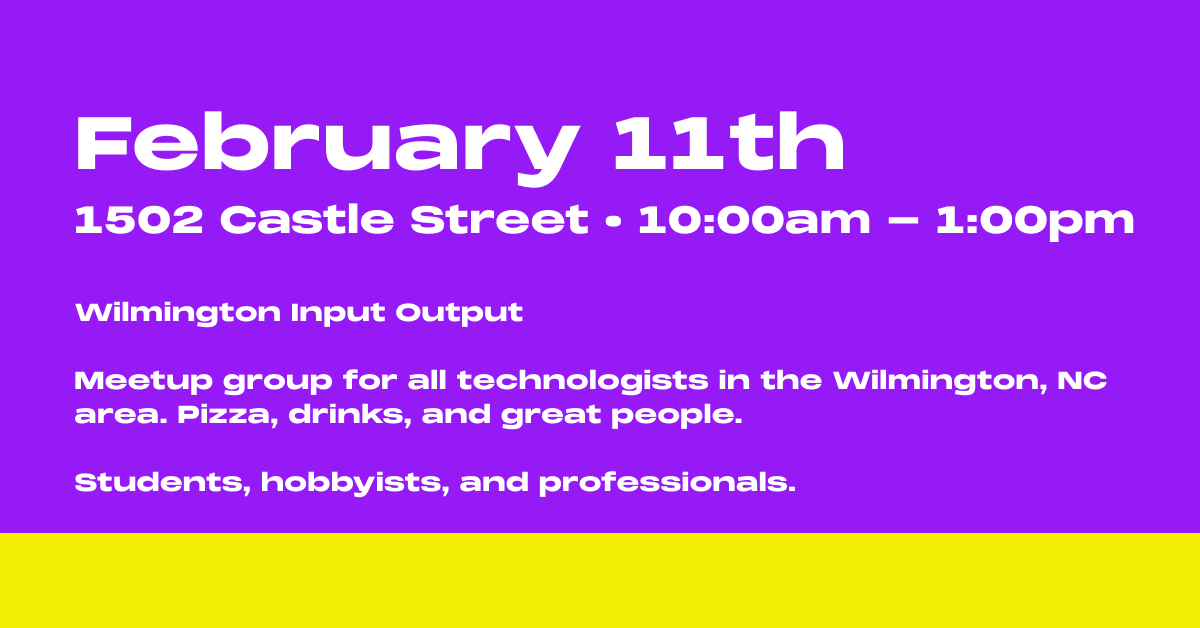 February 11th
1502 Castle Street • 10:00am – 1:00pm
Wilmington Input Output
Meetup group for all technologists in the Wilmington, NC
area. Pizza, drinks, and great people.
Students, hobbyists, and professionals.